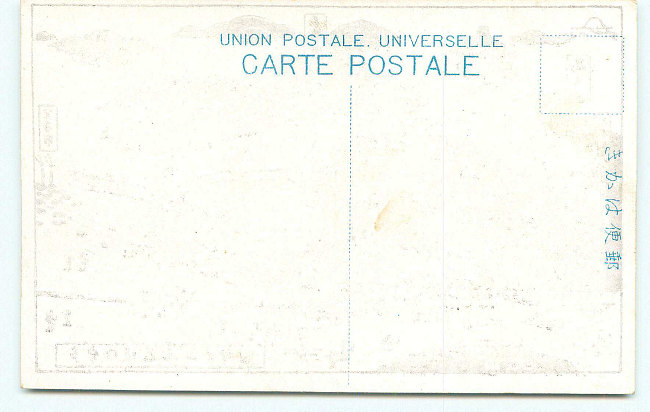 UNION POSTALE. UNIVERSELLE
CARTE POSTALE
きかは便郵